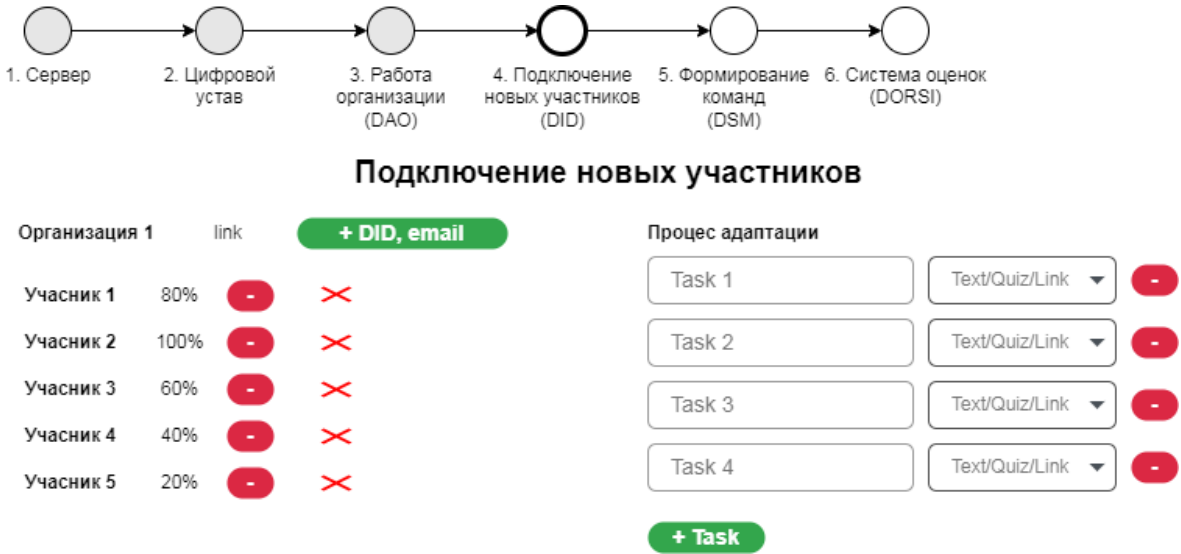 1. Сервер
2. Цифровой
устав
3. Работа
организации
(DAO)
4. Подключение
новых участников
(DID)
5. Формирование
команд
(DSM)
6. Система оценок
(DORSI)
Подключение новых участников
Организация 1 link + DID, email
Учасник 1 80% -
Учасник 2 100% -
Учасник 3 60% -
Учасник 4 40% -
Учасник 5 20% -
Процес адаптации
Task 1 Text/Quiz/Link -
Task 2 Text/Quiz/Link -
Task 3 Text/Quiz/Link -
Task 4 Text/Quiz/Link -
+ Task